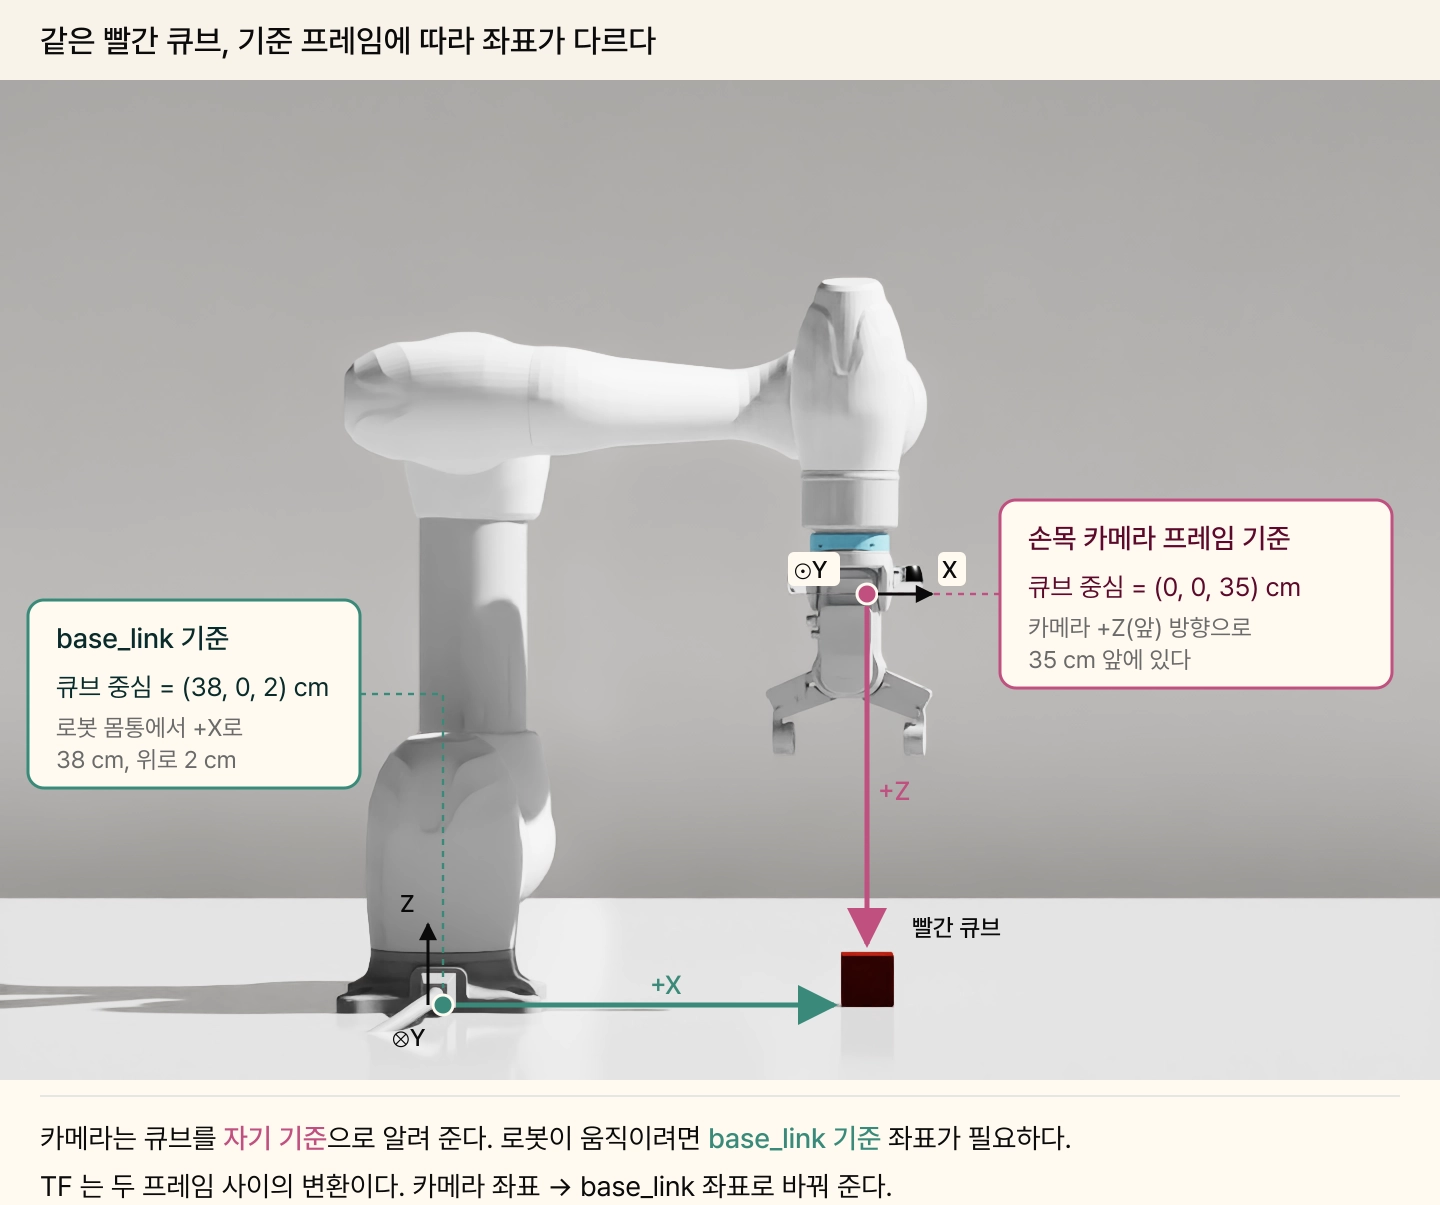 같은 빨간 큐브, 기준 프레임에 따라 좌표가 다르다
⊙Y
X
손목 카메라 프레임 기준
큐브 중심 = (0, 0, 35) cm
카메라 +Z(앞) 방향으로
35 cm 앞에 있다
base_link 기준
큐브 중심 = (38, 0, 2) cm
로봇 몸통에서 +X로
38 cm, 위로 2 cm
+Z
Z
빨간 큐브
+X
⊗Y
카메라는 큐브를 자기 기준으로 알려 준다. 로봇이 움직이려면 base_link 기준 좌표가 필요하다.
TF 는 두 프레임 사이의 변환이다. 카메라 좌표 → base_link 좌표로 바꿔 준다.